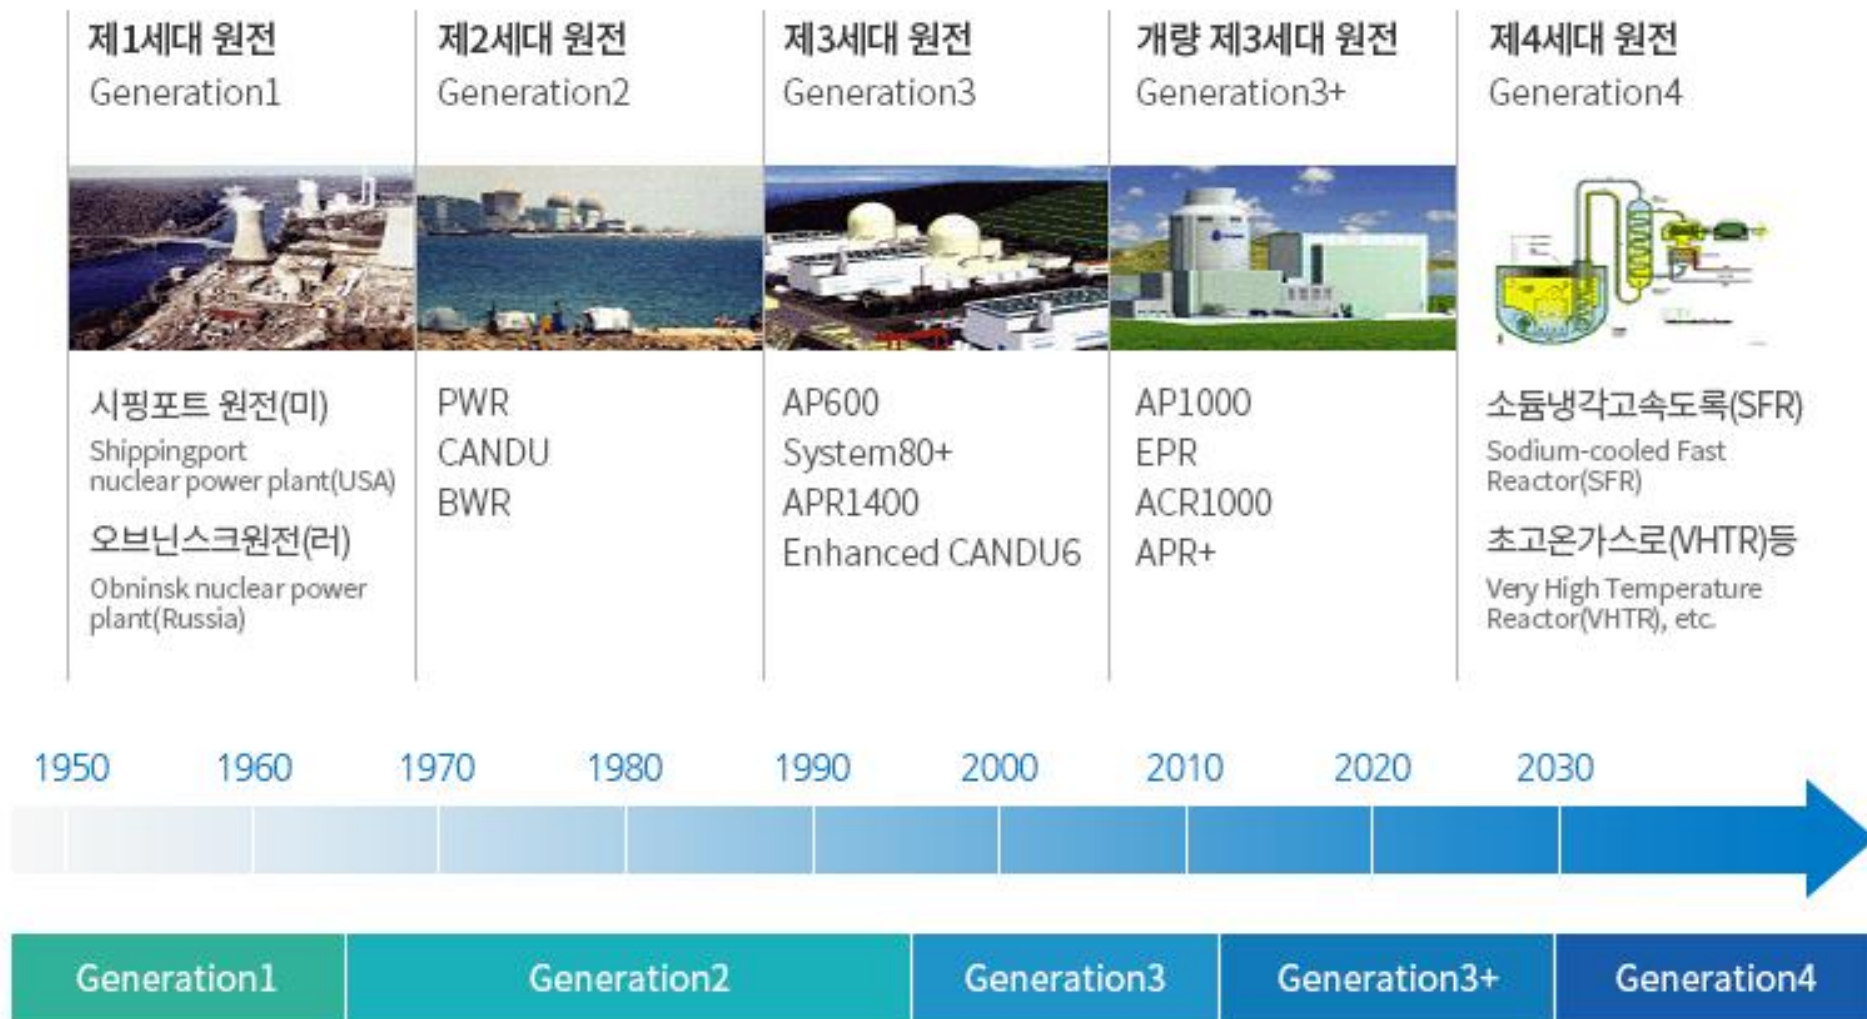 제1세대 원전
Generation1
시핑포트 원전(미)
Shippingport
nuclear power plant(USA)
오브닌스크원전(러)
Obninsk nuclear power
plant(Russia)
제2세대 원전
Generation2
PWR
CANDU
BWR
제3세대 원전
Generation3
AP600
System80+
APR1400
Enhanced CANDU6
개량 제3세대 원전
Generation3+
AP1000
EPR
ACR1000
APR+
제4세대 원전
Generation4
소듐냉각고속도록(SFR)
Sodium-cooled Fast
Reactor(SFR)
초고온가스로(VHTR)등
Very High Temperature
Reactor(VHTR), etc.
1950 1960 1970 1980 1990 2000 2010 2020 2030
Generation1 Generation2 Generation3 Generation3+ Generation4